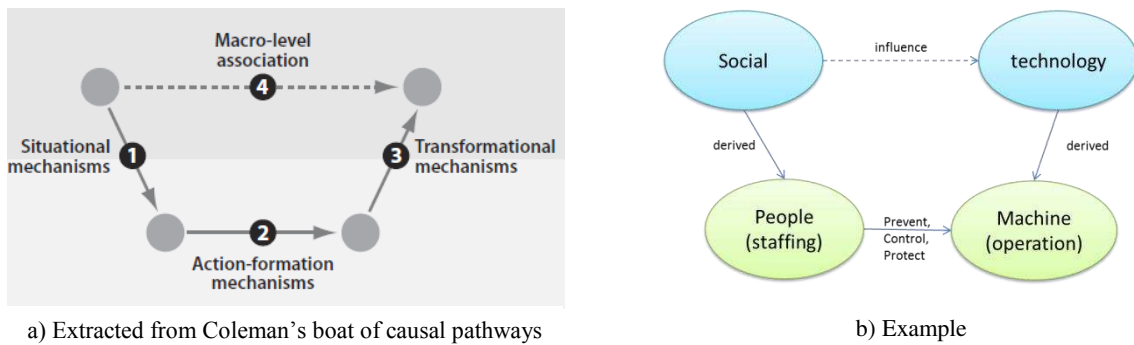 Macro-level
association
4
Situational
mechanisms
1
3
Transformational
mechanisms
2
Action-formation
mechanisms
a) Extracted from Coleman's boat of causal pathways
Social
influence
technology
derived
derived
People
(staffing)
Prevent,
Control,
Protect
Machine
(operation)
b) Example